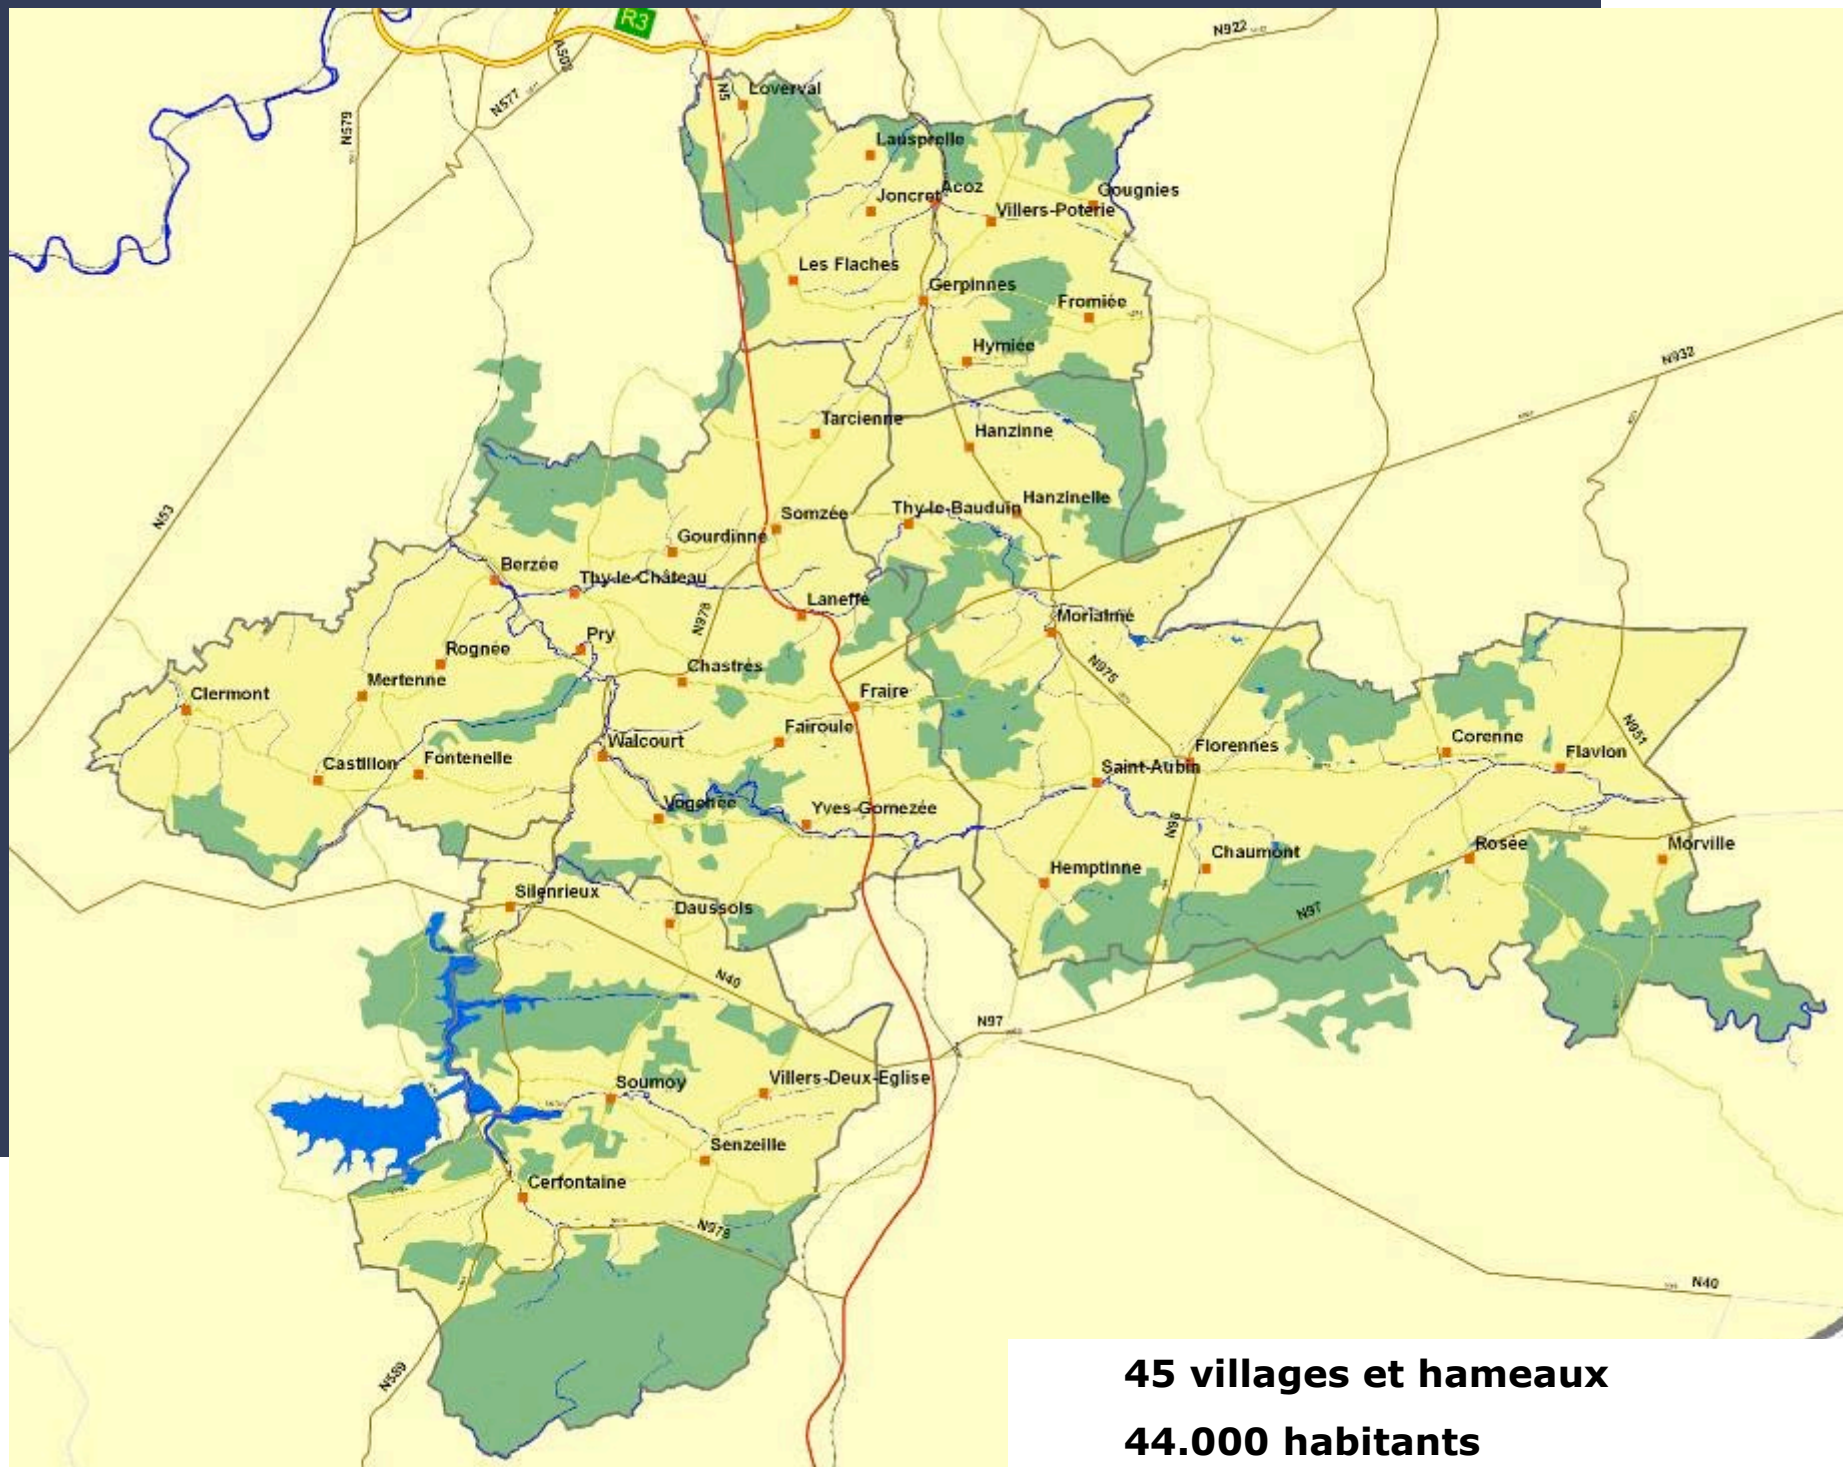 R3
N922
A503
N577
N579
N5
Loverval
Lausprelle
Acoz
Joncret
Gougnies
Villers-Poterie
Les Flaches
Gerpinnes
Fromiée
Hymiée
N932
Tarcienne
Hanzinne
N53
Hanzinelle
Thy-le-Bauduin
Somzée
Gourdinne
Berzée
Thy-le-Château
Laneffe
N978
Morialmé
Pry
Rognée
Chastrès
N975
Mertenne
Clermont
Fraire
Fairoule
Walcourt
N951
Corenne
Florennes
Flavion
Fontenelle
Castillon
Saint-Aubin
Vogenée
Yves-Gomezée
N98
Rosée
Morville
Chaumont
Hemptinne
Silenrieux
Daussois
N97
N40
N97
Soumoy
Villers-Deux-Eglise
Senzeille
Cerfontaine
N978
N40
N589
45 villages et hameaux
44.000 habitants